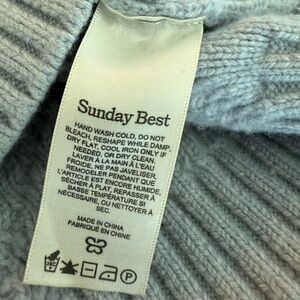 Sunday Best
HAND WASH COLD, DO NOT
BLEACH, RESHAPE WHILE DAMP,
DRY FLAT, COOL IRON ONLY IF
NEEDED, OR DRY CLEAN.
LAVER À LA MAIN À L'EAU
FROIDE, NE PAS JAVELISER,
REMODELER PENDANT QUE
L'ARTICLE EST ENCORE HUMIDE,
SÉCHER À PLAT, REPASSER À
BASSE TEMPÉRATURE SI
NÉCESSAIRE, OU NETTOYER À
SEC.
MADE IN CHINA
FABRIQUÉ EN CHINE